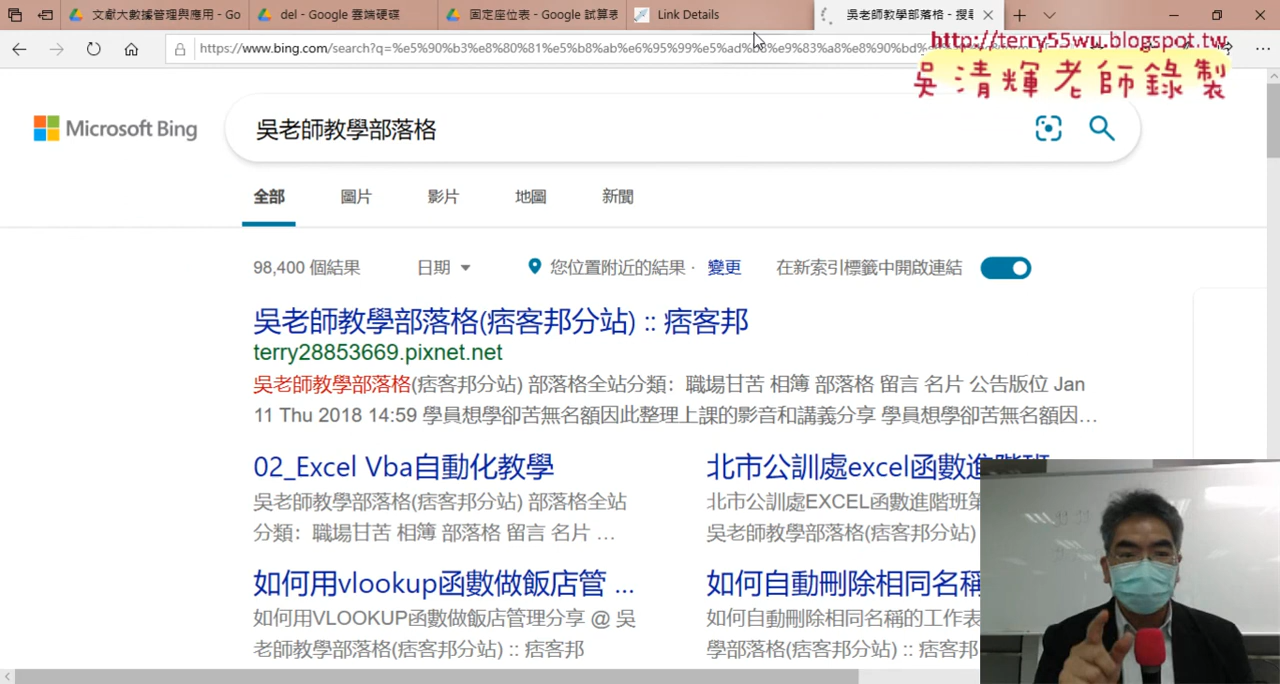 文獻大數據管理與應用 - Go
del - Google 雲端硬碟
固定座位表 - Google 試算表
Link Details
吳老師教學部落格 - 搜尋
http://terry55wu.blogspot.tw
吳清輝老師錄製
Microsoft Bing
吳老師教學部落格
全部
圖片
影片
地圖
新聞
98,400 個結果
日期
您位置附近的結果·
變更
在新索引標籤中開啟連結
吳老師教學部落格(痞客邦分站) :: 痞客邦
terry28853669.pixnet.net
吳老師教學部落格(痞客邦分站) 部落格全站分類：職場甘苦 相簿 部落格 留言 名片 公告版位 Jan
11 Thu 2018 14:59 學員想學卻苦無名額因此整理上課的影音和講義分享 學員想學卻苦無名額因…
02_Excel Vba自動化教學
吳老師教學部落格(痞客邦分站) 部落格全站
分類：職場甘苦 相簿 部落格 留言 名片 …
北市公訓處excel函數進階班
北市公訓處EXCEL函數進階班第
吳老師教學部落格(痞客邦分站)
如何用vlookup函數做飯店管 ...
如何用VLOOKUP函數做飯店管理分享 @ 吳
老師教學部落格(痞客邦分站) :: 痞客邦
如何自動刪除相同名稱
如何自動刪除相同名稱的工作表
學部落格(痞客邦分站) :: 痞客邦